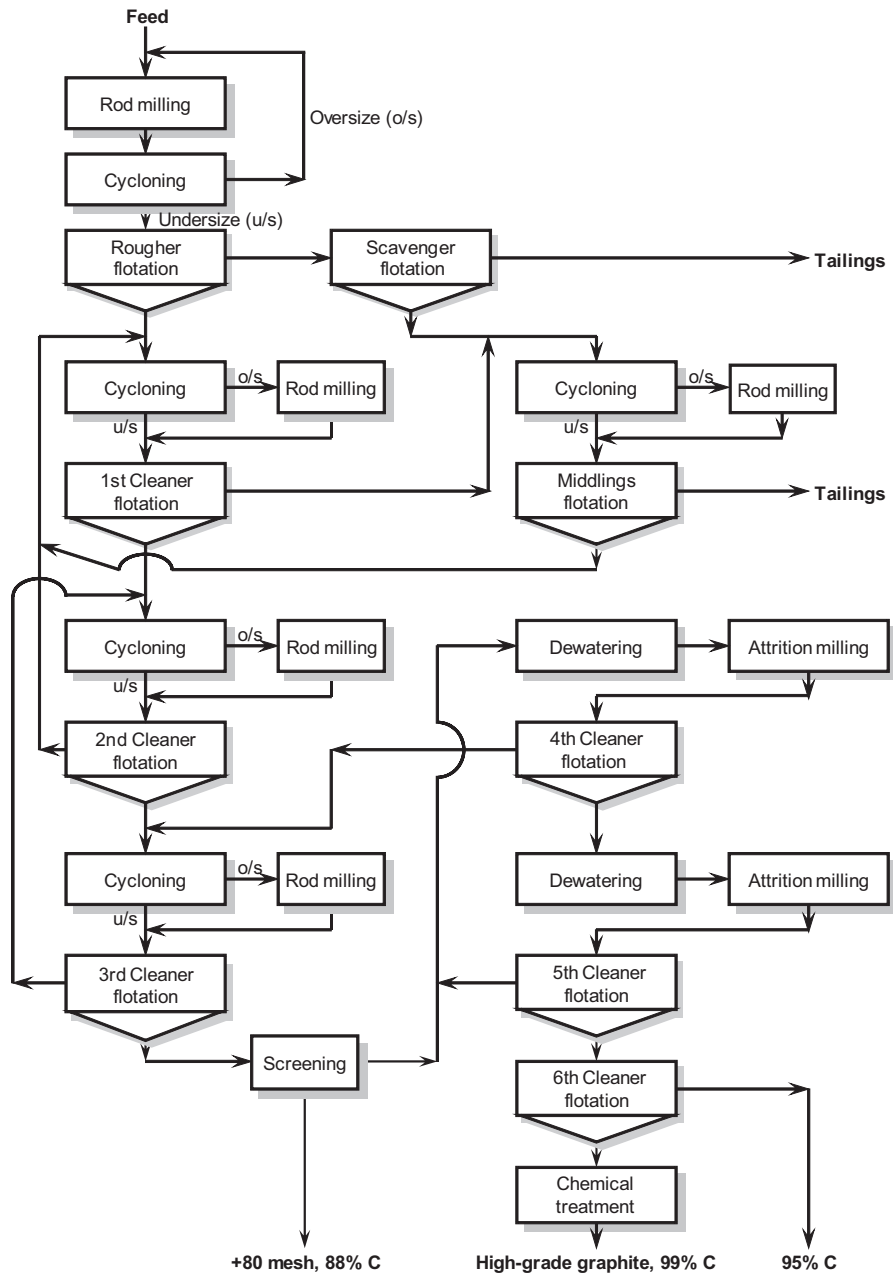 Feed
Rod milling
Oversize (o/s)
Cycloning
Undersize (u/s)
Rougher
flotation
Scavenger
flotation
Tailings
Cycloning
o/s
Rod milling
Cycloning
o/s
Rod milling
u/s
u/s
1st Cleaner
flotation
Middlings
flotation
Tailings
Cycloning
o/s
Rod milling
Dewatering
Attrition milling
u/s
2nd Cleaner
flotation
4th Cleaner
flotation
Cycloning
o/s
Rod milling
Dewatering
Attrition milling
u/s
3rd Cleaner
flotation
5th Cleaner
flotation
Screening
6th Cleaner
flotation
Chemical
treatment
+80 mesh, 88% C
High-grade graphite, 99% C
95% C